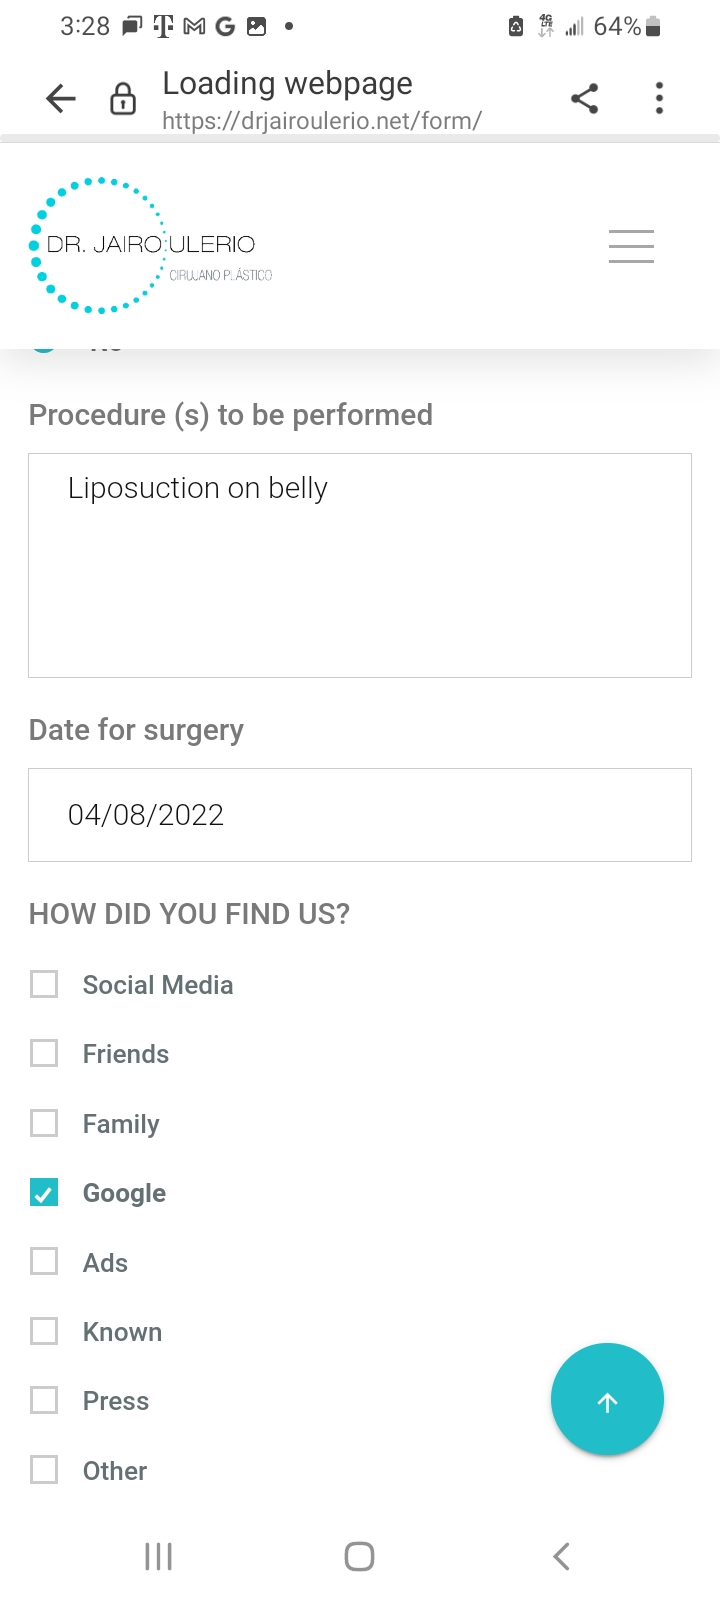 3:28
64%
Loading webpage
https://drjairoulerio.net/form/
DR. JAIRO ULERIO
CIRUJANO PLÁSTICO
Procedure (s) to be performed
Liposuction on belly
Date for surgery
04/08/2022
HOW DID YOU FIND US?
Social Media
Friends
Family
Google
Ads
Known
Press
Other